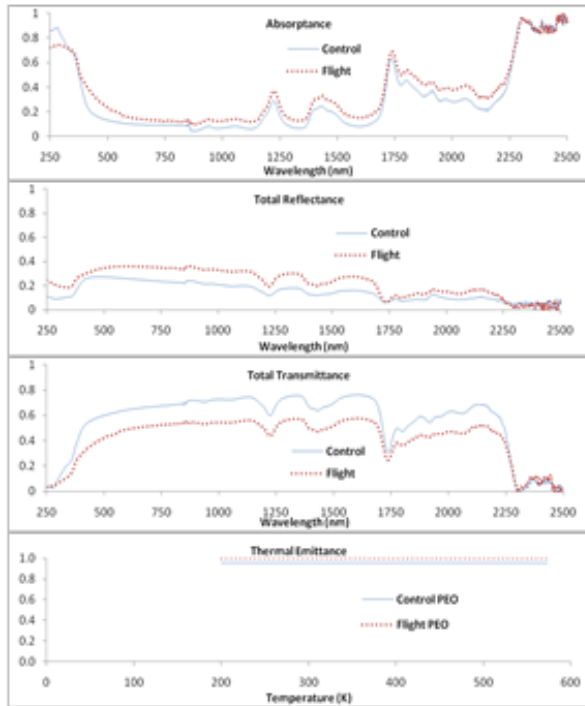 Absorptance
Control
Flight
1
0.8
0.6
0.4
0.2
0
250 500 750 1000 1250 1500 1750 2000 2250 2500
Wavelength (nm)
Total Reflectance
Control
Flight
1
0.8
0.6
0.4
0.2
0
250 500 750 1000 1250 1500 1750 2000 2250 2500
Wavelength (nm)
Total Transmittance
Control
Flight
1
0.8
0.6
0.4
0.2
0
250 500 750 1000 1250 1500 1750 2000 2250 2500
Wavelength (nm)
Thermal Emittance
Control PEO
Flight PEO
1.0
0.8
0.6
0.4
0.2
0.0
0 100 200 300 400 500 600
Temperature (K)